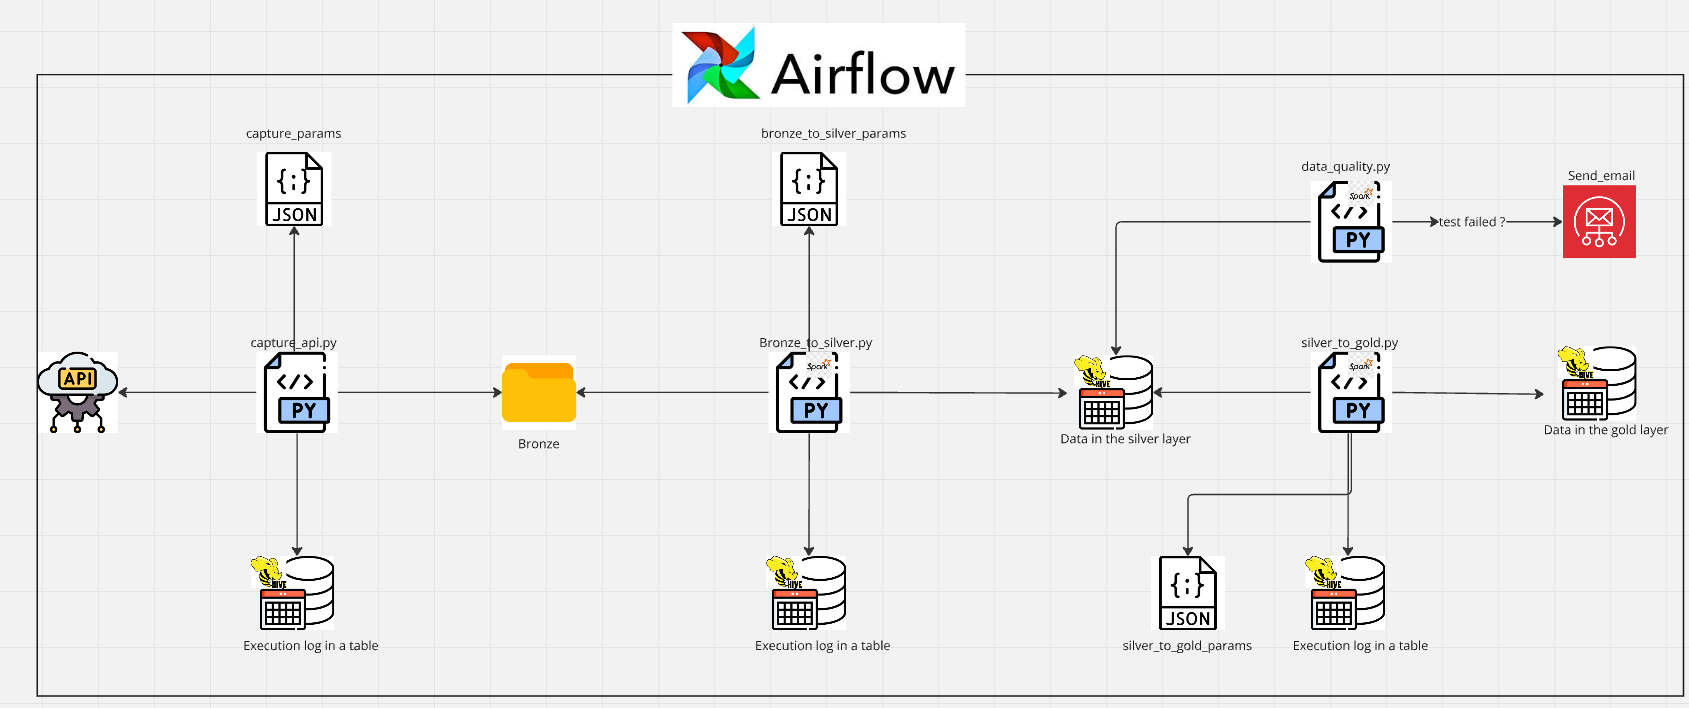 Airflow
capture_params
bronze_to_silver_params
{;}
JSON
{;}
JSON
data_quality.py
Send_email
Spark
</>
PY
test failed ?
capture_api.py
Bronze_to_silver.py
silver_to_gold.py
API
</>
PY
Spark
</>
PY
HIVE
Spark
</>
PY
HIVE
Bronze
Data in the silver layer
Data in the gold layer
HIVE
HIVE
{;}
JSON
HIVE
Execution log in a table
Execution log in a table
silver_to_gold_params
Execution log in a table